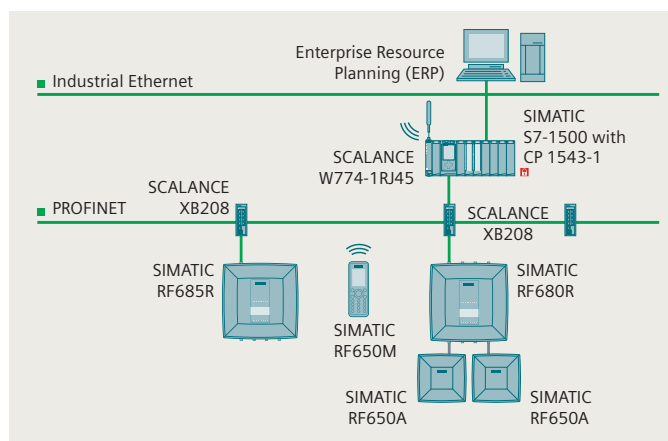 Enterprise Resource
Planning (ERP)
Industrial Ethernet
SIMATIC
S7-1500 with
CP 1543-1
SCALANCE
W774-1RJ45
SCALANCE
XB208
PROFINET
SCALANCE
XB208
SIMATIC
RF685R
SIMATIC
RF650M
SIMATIC
RF680R
SIMATIC
RF650A
SIMATIC
RF650A